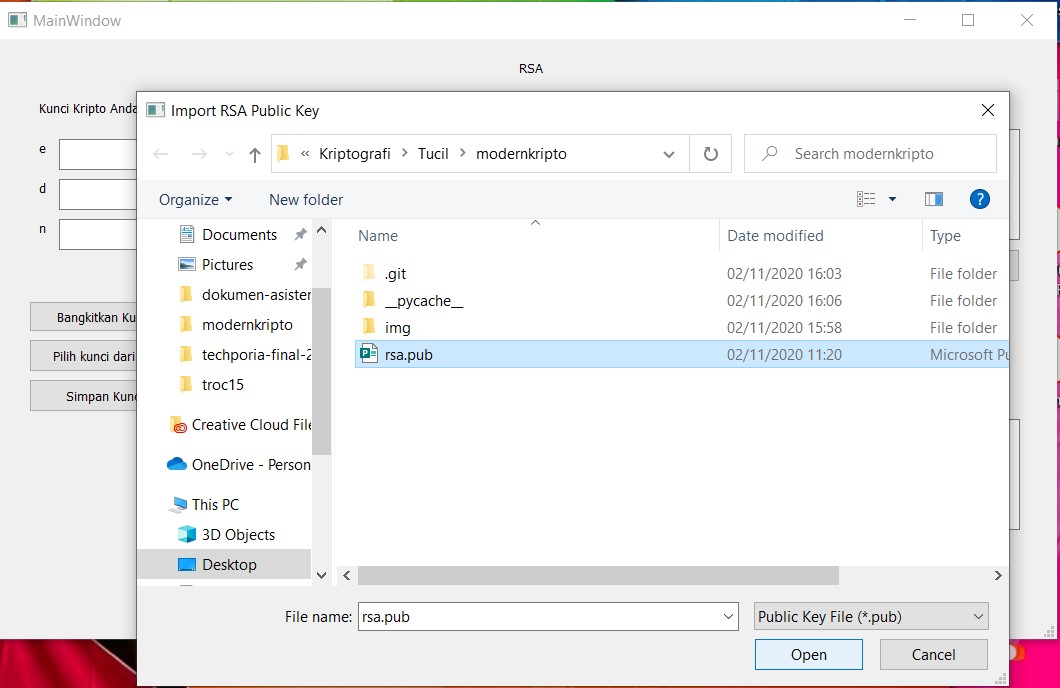 MainWindow
RSA
Kunci Kripto Anda
e
d
n
Bangkitkan Ku
Pilih kunci dari
Simpan Kunc
Import RSA Public Key
« Kriptografi > Tucil > modernkripto
Search modernkripto
Organize
New folder
?
Documents
Pictures
dokumen-asister
modernkripto
techporia-final-2
troc15
Creative Cloud File
OneDrive - Person
This PC
3D Objects
Desktop
Name Date modified Type
.git 02/11/2020 16:03 File folder
__pycache__ 02/11/2020 16:06 File folder
img 02/11/2020 15:58 File folder
rsa.pub 02/11/2020 11:20 Microsoft Pu
File name: rsa.pub
Public Key File (*.pub)
Open
Cancel